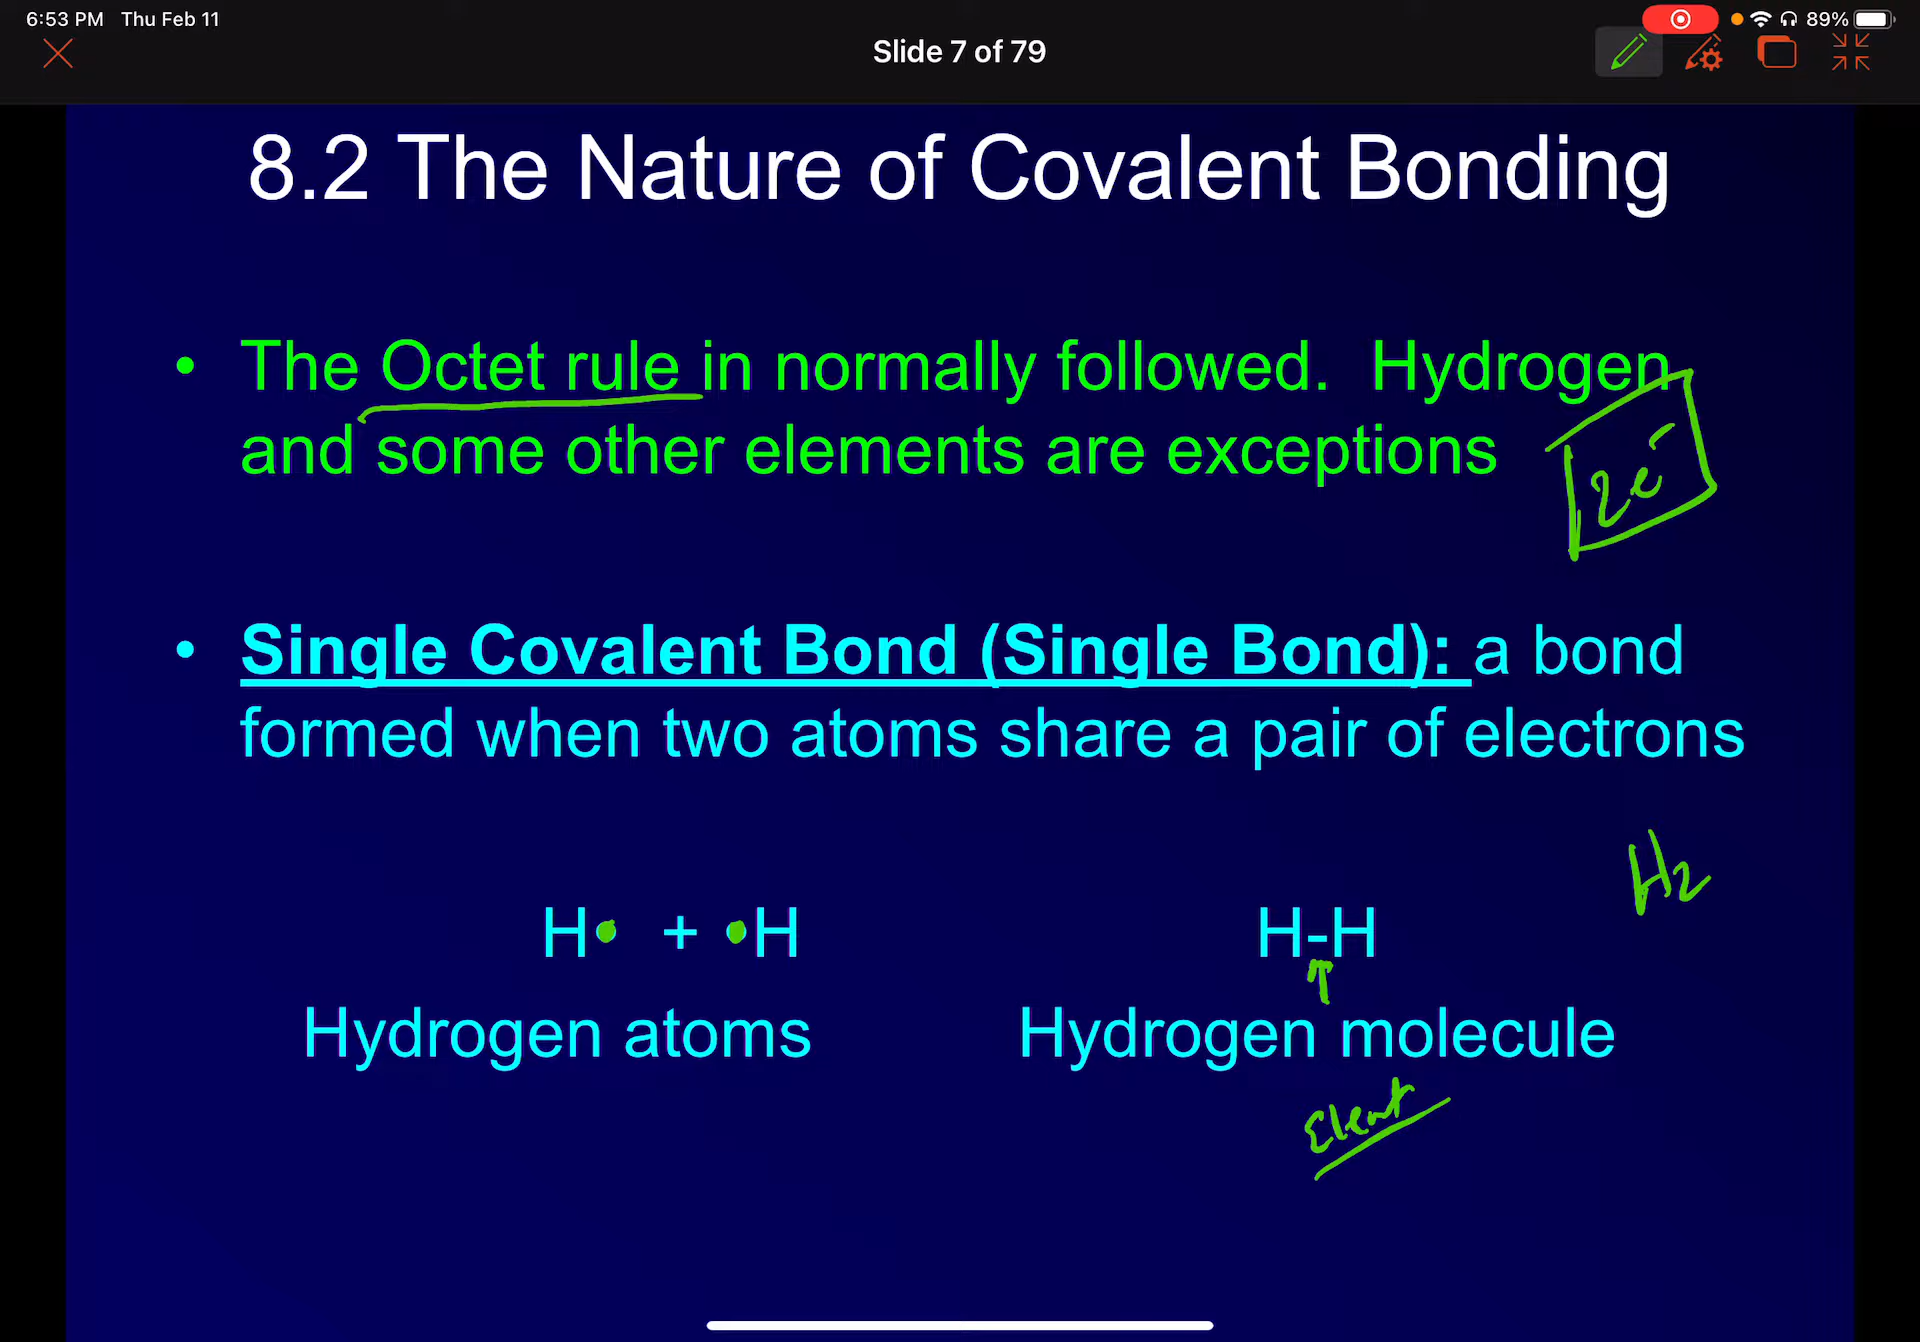 6:53 PM Thu Feb 11
89%
Slide 7 of 79
8.2 The Nature of Covalent Bonding
• The Octet rule in normally followed. Hydrogen
and some other elements are exceptions
2e⁻
• Single Covalent Bond (Single Bond): a bond
formed when two atoms share a pair of electrons
H2
H• + •H
H-H
Hydrogen atoms
Hydrogen molecule